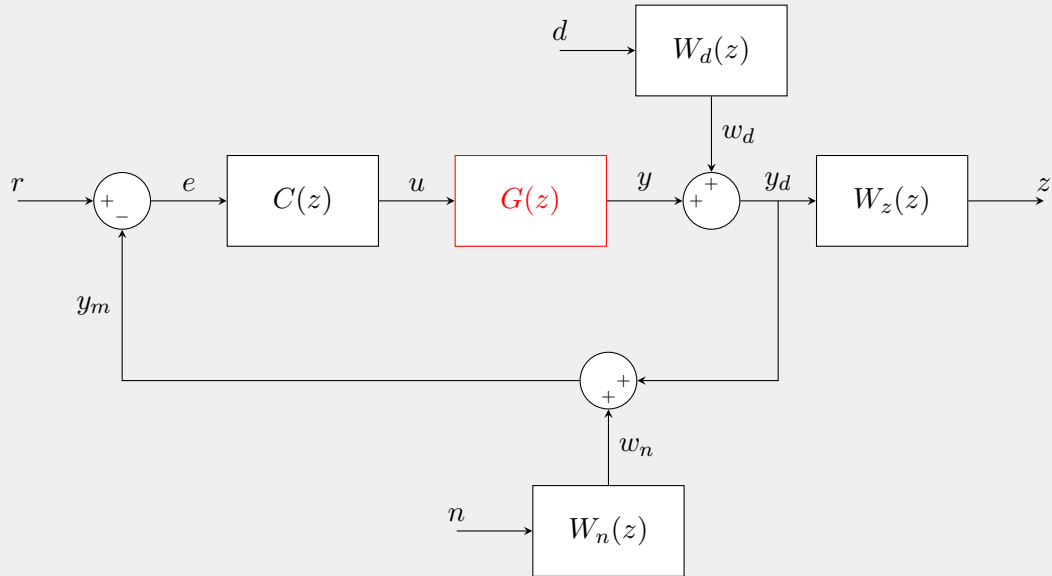 d
W_d(z)
w_d
r
+
−
e
C(z)
u
G(z)
y
+
+
y_d
W_z(z)
z
y_m
+
+
w_n
n
W_n(z)